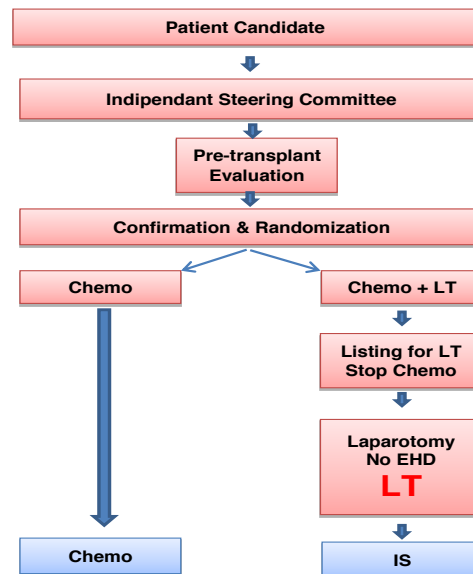 Patient Candidate
Indipendant Steering Committee
Pre-transplant
Evaluation
Confirmation & Randomization
Chemo
Chemo + LT
Listing for LT
Stop Chemo
Laparotomy
No EHD
LT
Chemo
IS